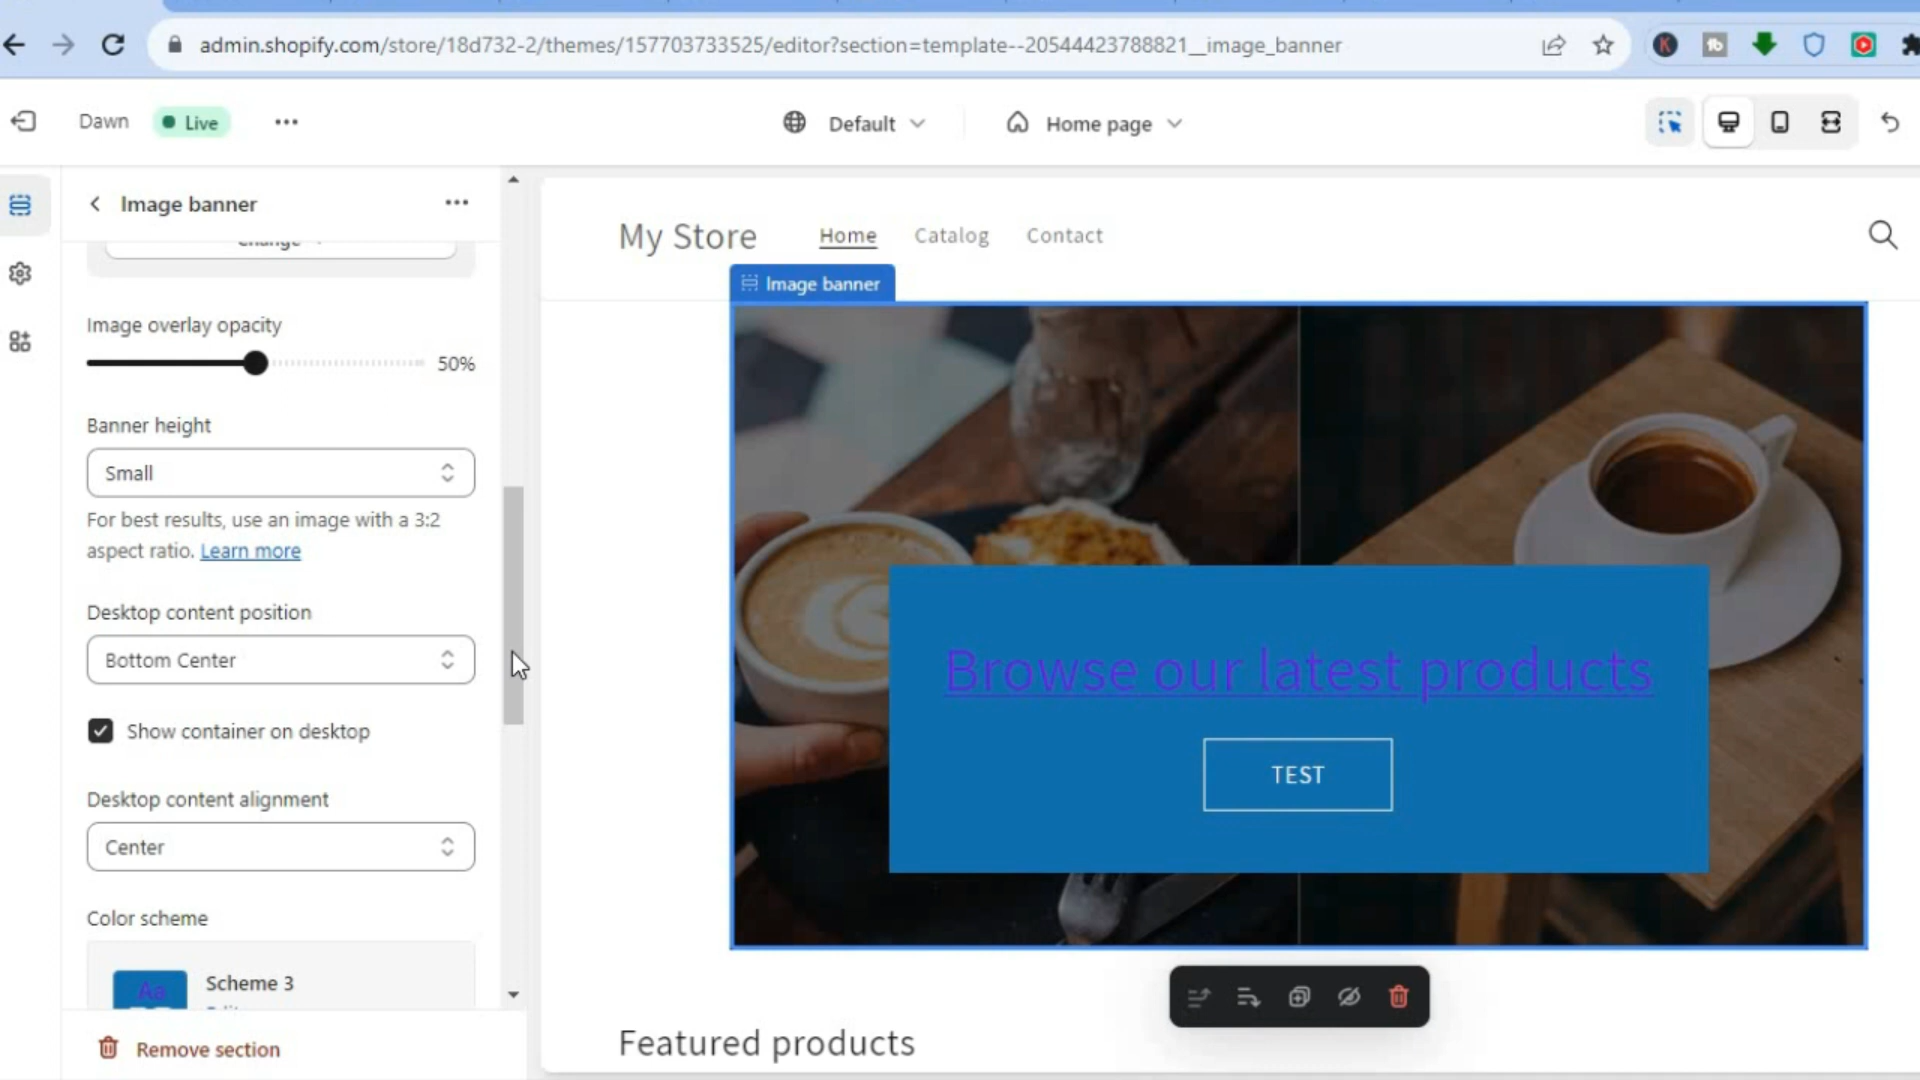 admin.shopify.com/store/18d732-2/themes/157703733525/editor?section=template--20544423788821__image_banner
K
tb
Dawn
Live
Default
Home page
Image banner
Change
Image overlay opacity
50%
Banner height
Small
For best results, use an image with a 3:2
aspect ratio. Learn more
Desktop content position
Bottom Center
Show container on desktop
Desktop content alignment
Center
Color scheme
Aa
Scheme 3
Remove section
My Store
Home
Catalog
Contact
Image banner
Browse our latest products
TEST
Featured products